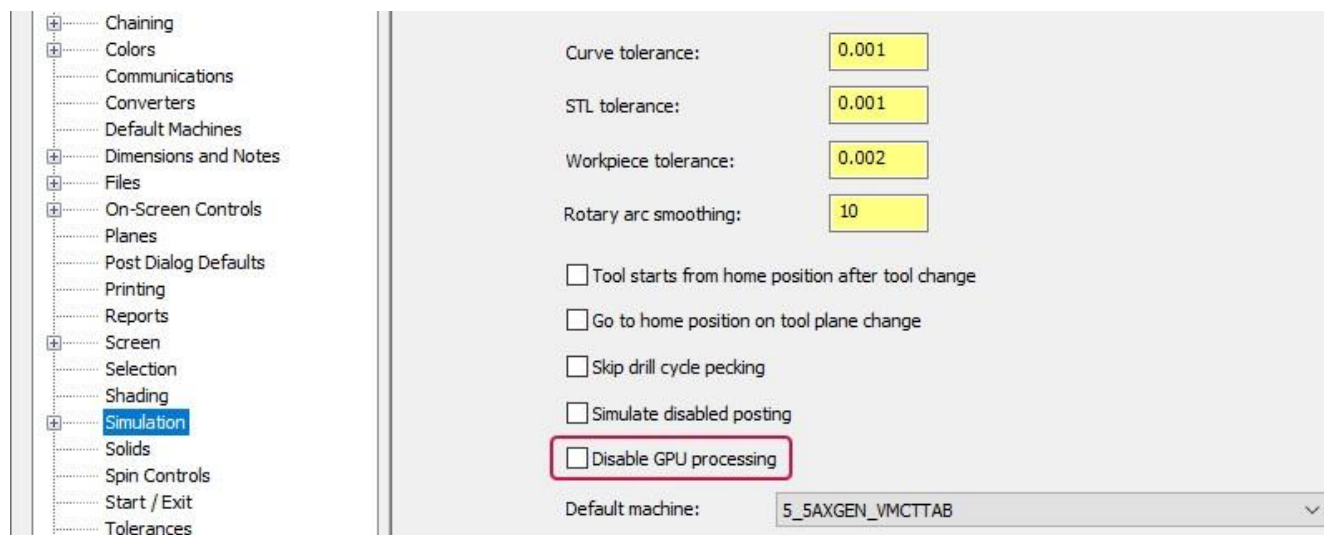 Chaining
Colors
Communications
Converters
Default Machines
Dimensions and Notes
Files
On-Screen Controls
Planes
Post Dialog Defaults
Printing
Reports
Screen
Selection
Shading
Simulation
Solids
Spin Controls
Start / Exit
Tolerances
Curve tolerance: 0.001
STL tolerance: 0.001
Workpiece tolerance: 0.002
Rotary arc smoothing: 10
Tool starts from home position after tool change
Go to home position on tool plane change
Skip drill cycle pecking
Simulate disabled posting
Disable GPU processing
Default machine: 5_5AXGEN_VMCTTAB